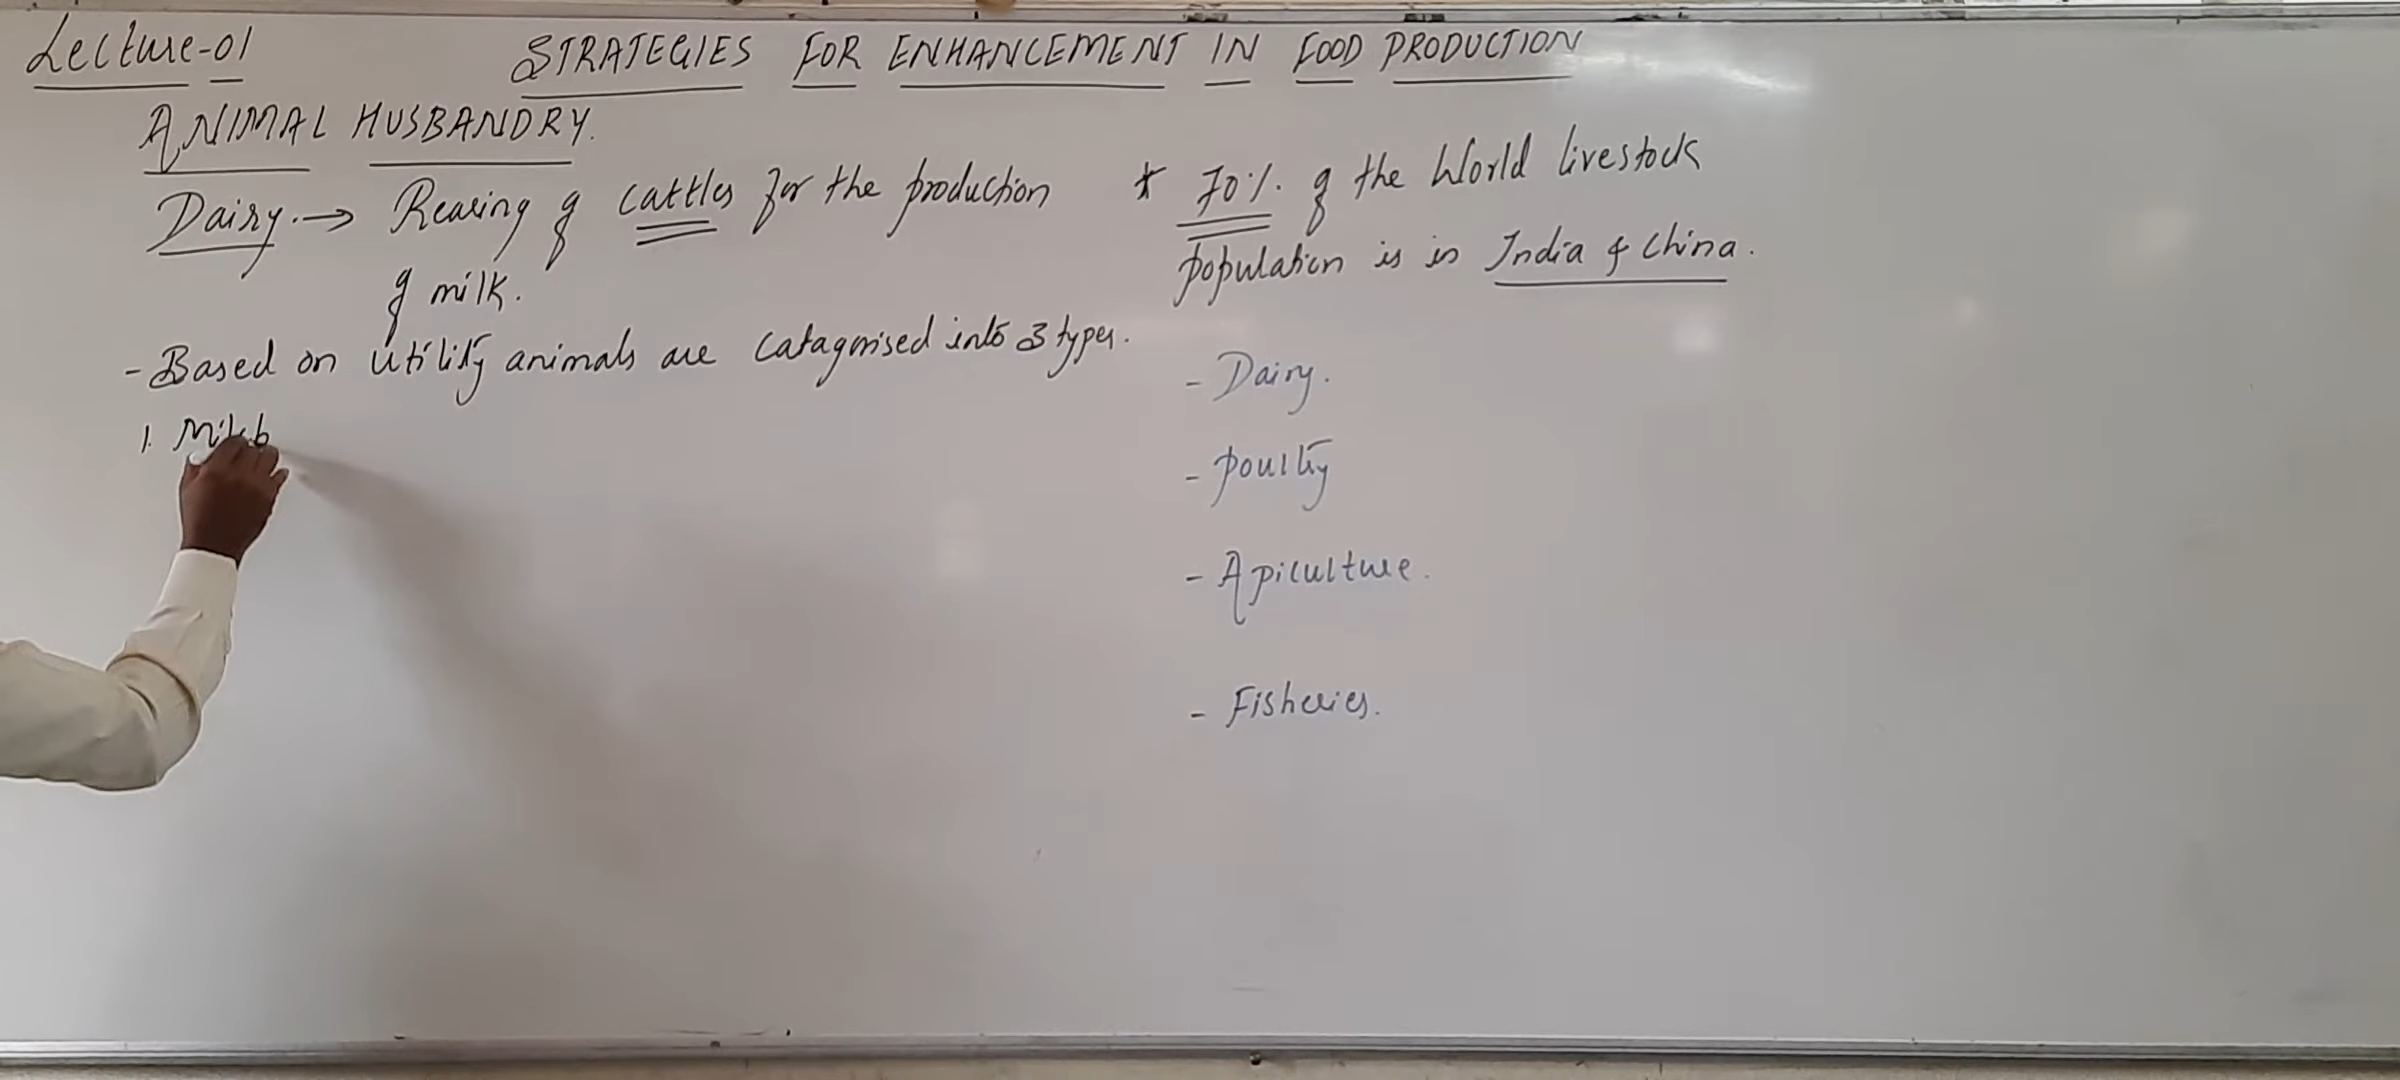 Lecture-01
STRATEGIES FOR ENHANCEMENT IN FOOD PRODUCTION
ANIMAL HUSBANDRY.
Dairy. → Rearing of cattles for the production
of milk.
- Based on utility animals are catagorised into 3 types.
1.
* 70% of the World livestock
population is in India & China.
- Dairy.
- Poultry
- Apiculture.
- Fisheries.